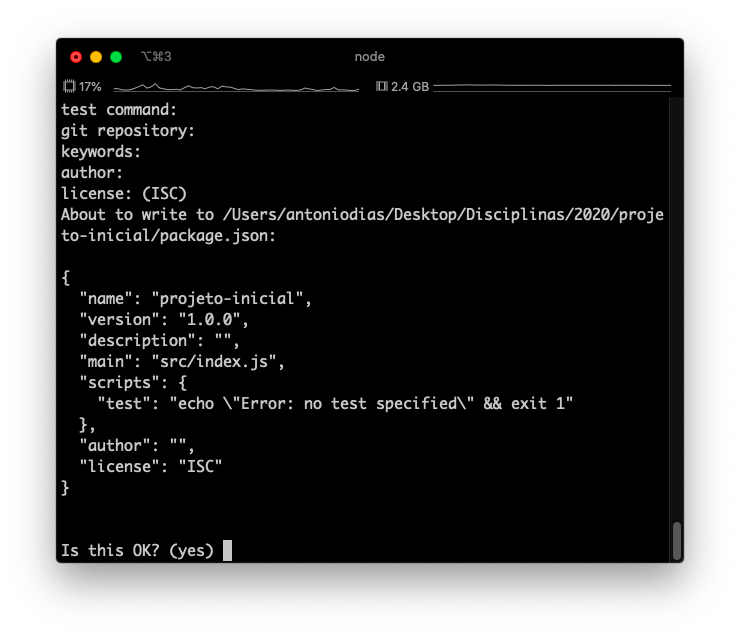 ⌥⌘3 node
17% 2.4 GB
test command:
git repository:
keywords:
author:
license: (ISC)
About to write to /Users/antoniodias/Desktop/Disciplinas/2020/proje
to-inicial/package.json:
{
  "name": "projeto-inicial",
  "version": "1.0.0",
  "description": "",
  "main": "src/index.js",
  "scripts": {
    "test": "echo \"Error: no test specified\" && exit 1"
  },
  "author": "",
  "license": "ISC"
}
Is this OK? (yes)